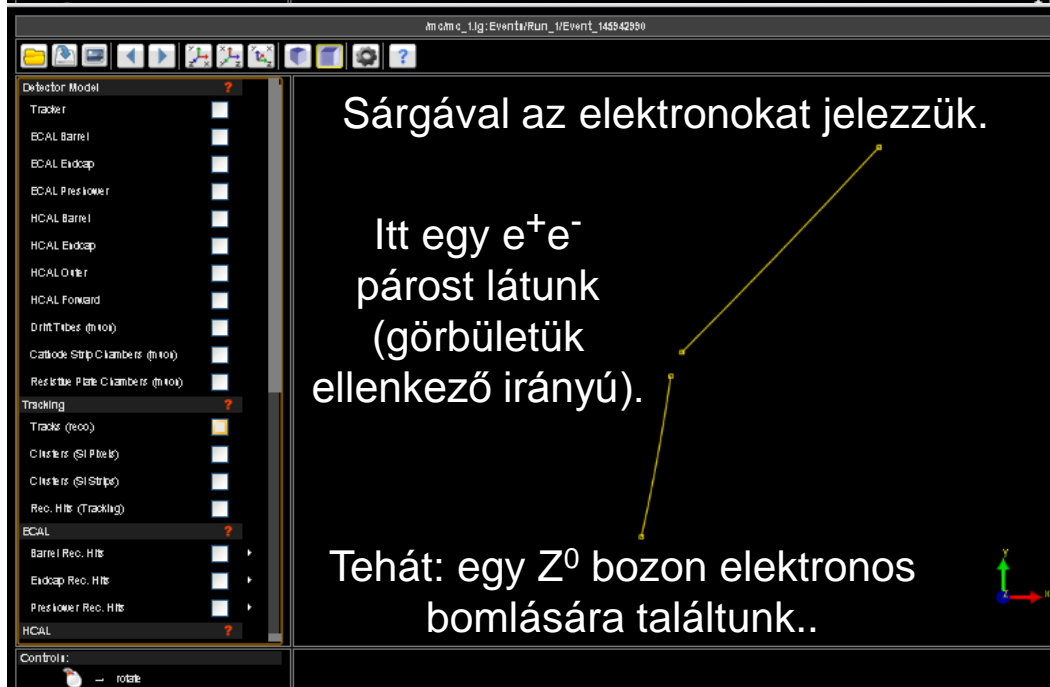 /mc/mc_1.ig:Events/Run_1/Event_145942990
Detector Model ?
Tracker
ECAL Barrel
ECAL Endcap
ECAL Preshower
HCAL Barrel
HCAL Endcap
HCAL Outer
HCAL Forward
Drift Tubes (muon)
Cathode Strip Chambers (muon)
Resistive Plate Chambers (muon)
Tracking ?
Tracks (reco.)
Clusters (Si Pixels)
Clusters (Si Strips)
Rec. Hits (Tracking)
ECAL ?
Barrel Rec. Hits
Endcap Rec. Hits
Preshower Rec. Hits
HCAL ?
Controls:
→ rotate
Sárgával az elektronokat jelezzük.
Itt egy e⁺e⁻
párost látunk
(görbületük
ellenkező irányú).
Tehát: egy Z⁰ bozon elektronos
bomlására találtunk..
Y
Z